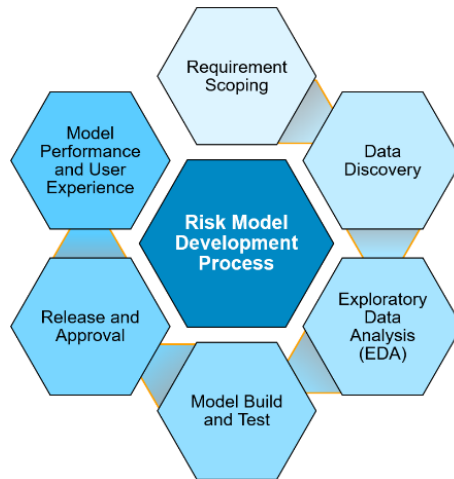 Requirement
Scoping
Model
Performance
and User
Experience
Data
Discovery
Risk Model
Development
Process
Release and
Approval
Exploratory
Data
Analysis
(EDA)
Model Build
and Test